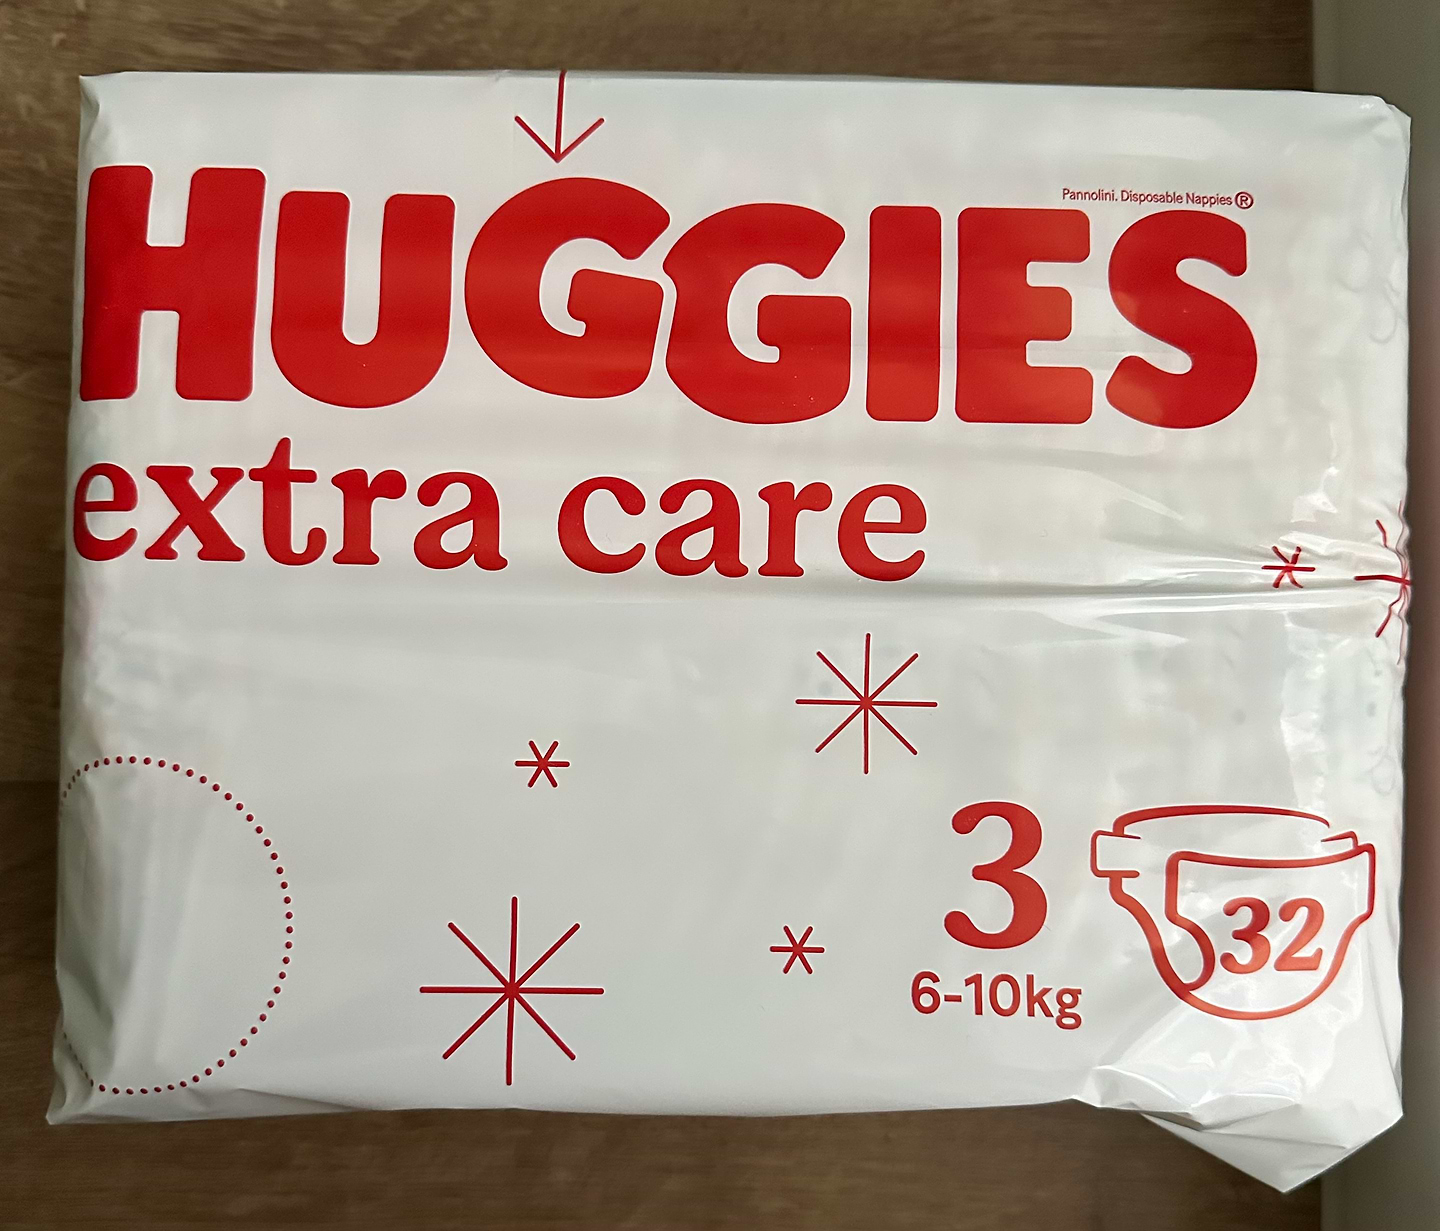 Pannolini. Disposable Nappies ®
HUGGIES
extra care
3
32
6-10kg